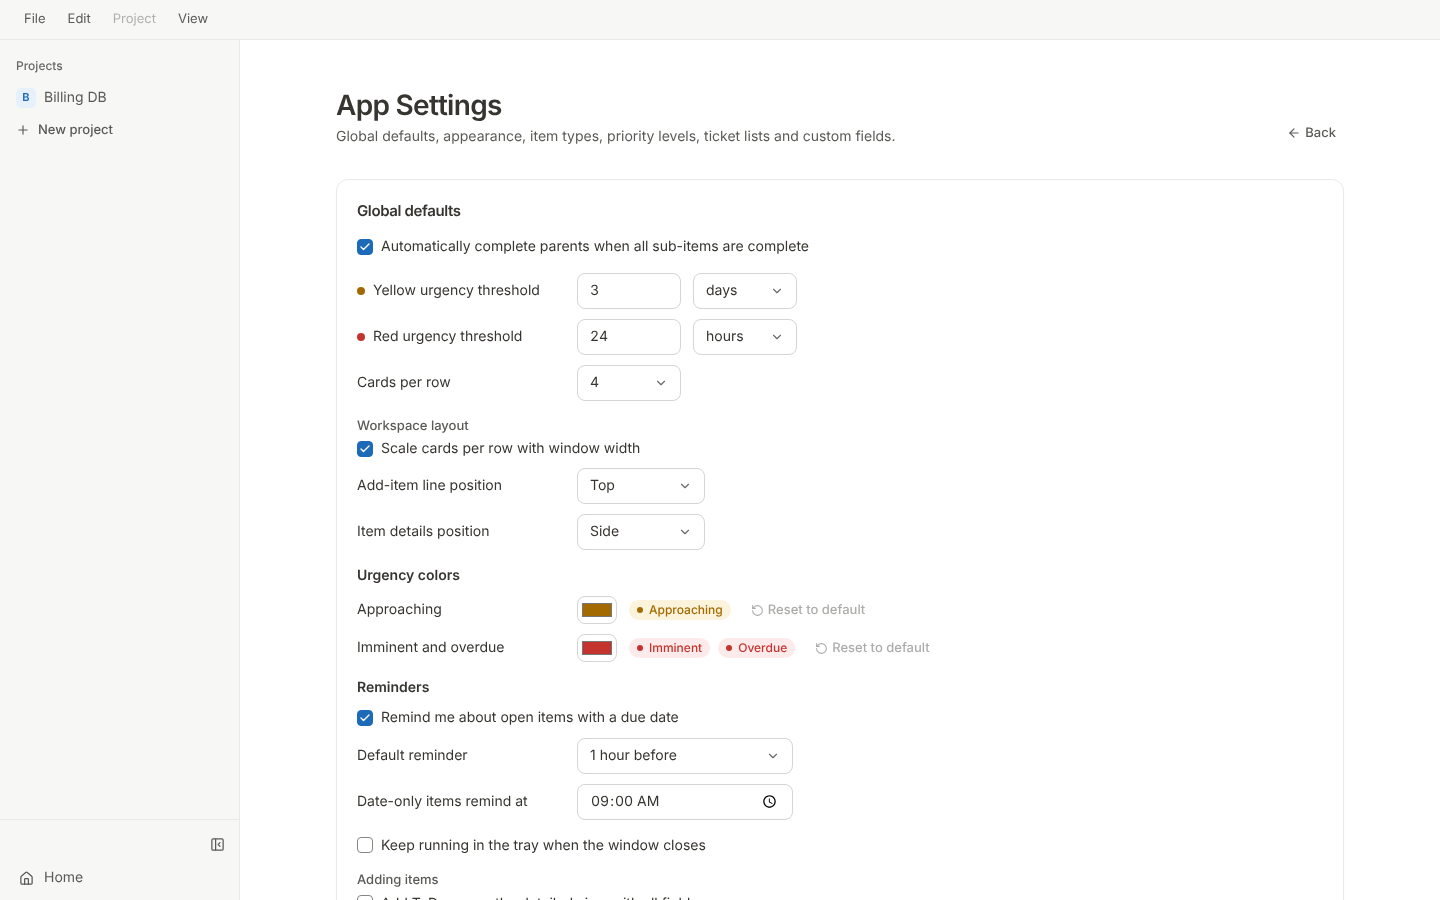 File Edit Project View
Projects
B Billing DB
New project
Home
App Settings
Global defaults, appearance, item types, priority levels, ticket lists and custom fields.
Back
Global defaults
Automatically complete parents when all sub-items are complete
Yellow urgency threshold 3 days
Red urgency threshold 24 hours
Cards per row 4
Workspace layout
Scale cards per row with window width
Add-item line position Top
Item details position Side
Urgency colors
Approaching Approaching Reset to default
Imminent and overdue Imminent Overdue Reset to default
Reminders
Remind me about open items with a due date
Default reminder 1 hour before
Date-only items remind at 09:00 AM
Keep running in the tray when the window closes
Adding items